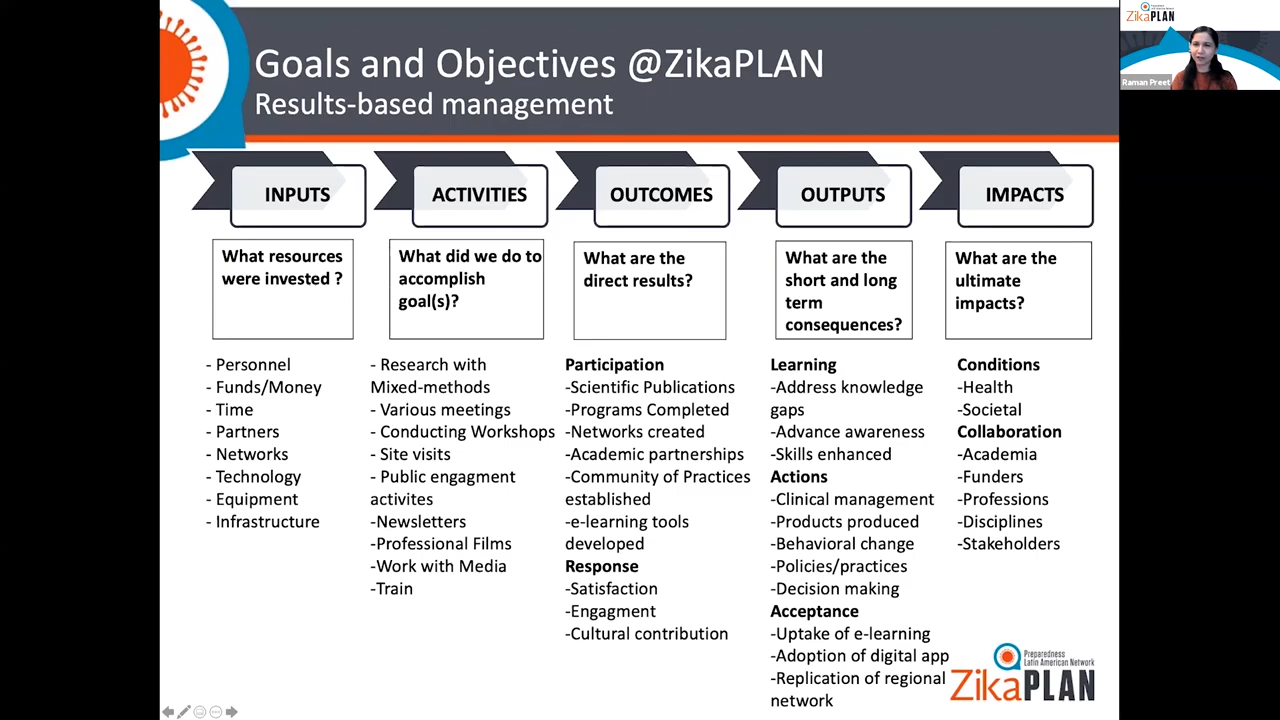 Goals and Objectives @ZikaPLAN
Results-based management
INPUTS
ACTIVITIES
OUTCOMES
OUTPUTS
IMPACTS
What resources
were invested ?
What did we do to
accomplish
goal(s)?
What are the
direct results?
What are the
short and long
term
consequences?
What are the
ultimate
impacts?
- Personnel
- Funds/Money
- Time
- Partners
- Networks
- Technology
- Equipment
- Infrastructure
- Research with
Mixed-methods
- Various meetings
- Conducting Workshops
- Site visits
- Public engagment
activites
-Newsletters
-Professional Films
-Work with Media
-Train
Participation
-Scientific Publications
-Programs Completed
-Networks created
-Academic partnerships
-Community of Practices
established
-e-learning tools
developed
Response
-Satisfaction
-Engagment
-Cultural contribution
Learning
-Address knowledge
gaps
-Advance awareness
-Skills enhanced
Actions
-Clinical management
-Products produced
-Behavioral change
-Policies/practices
-Decision making
Acceptance
-Uptake of e-learning
-Adoption of digital app
-Replication of regional
network
Conditions
-Health
-Societal
Collaboration
-Academia
-Funders
-Professions
-Disciplines
-Stakeholders
Preparedness
Latin American Network
ZikaPLAN
ZikaPLAN
Raman Preet